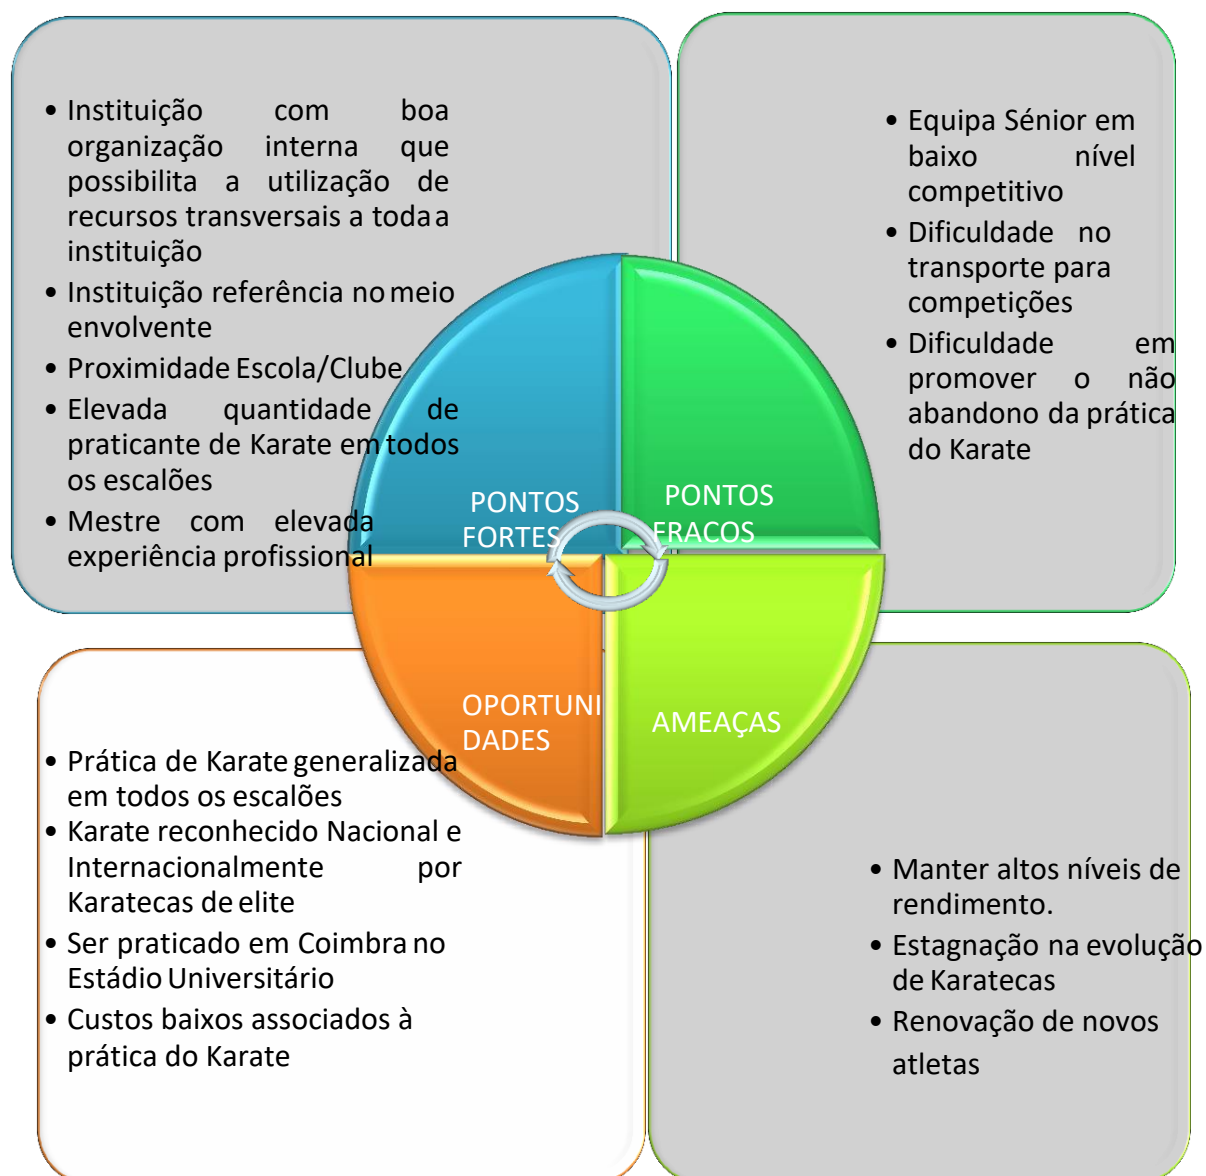 • Instituição com boa
organização interna que
possibilita a utilização de
recursos transversais a toda a
instituição
• Instituição referência no meio
envolvente
• Proximidade Escola/Clube
• Elevada quantidade de
praticante de Karate em todos
os escalões
• Mestre com elevada
experiência profissional
• Equipa Sénior em
baixo nível
competitivo
• Dificuldade no
transporte para
competições
• Dificuldade em
promover o não
abandono da prática
do Karate
PONTOS
FORTES
PONTOS
FRACOS
OPORTUNI
DADES
AMEAÇAS
• Prática de Karate generalizada
em todos os escalões
• Karate reconhecido Nacional e
Internacionalmente por
Karatecas de elite
• Ser praticado em Coimbra no
Estádio Universitário
• Custos baixos associados à
prática do Karate
• Manter altos níveis de
rendimento.
• Estagnação na evolução
de Karatecas
• Renovação de novos
atletas